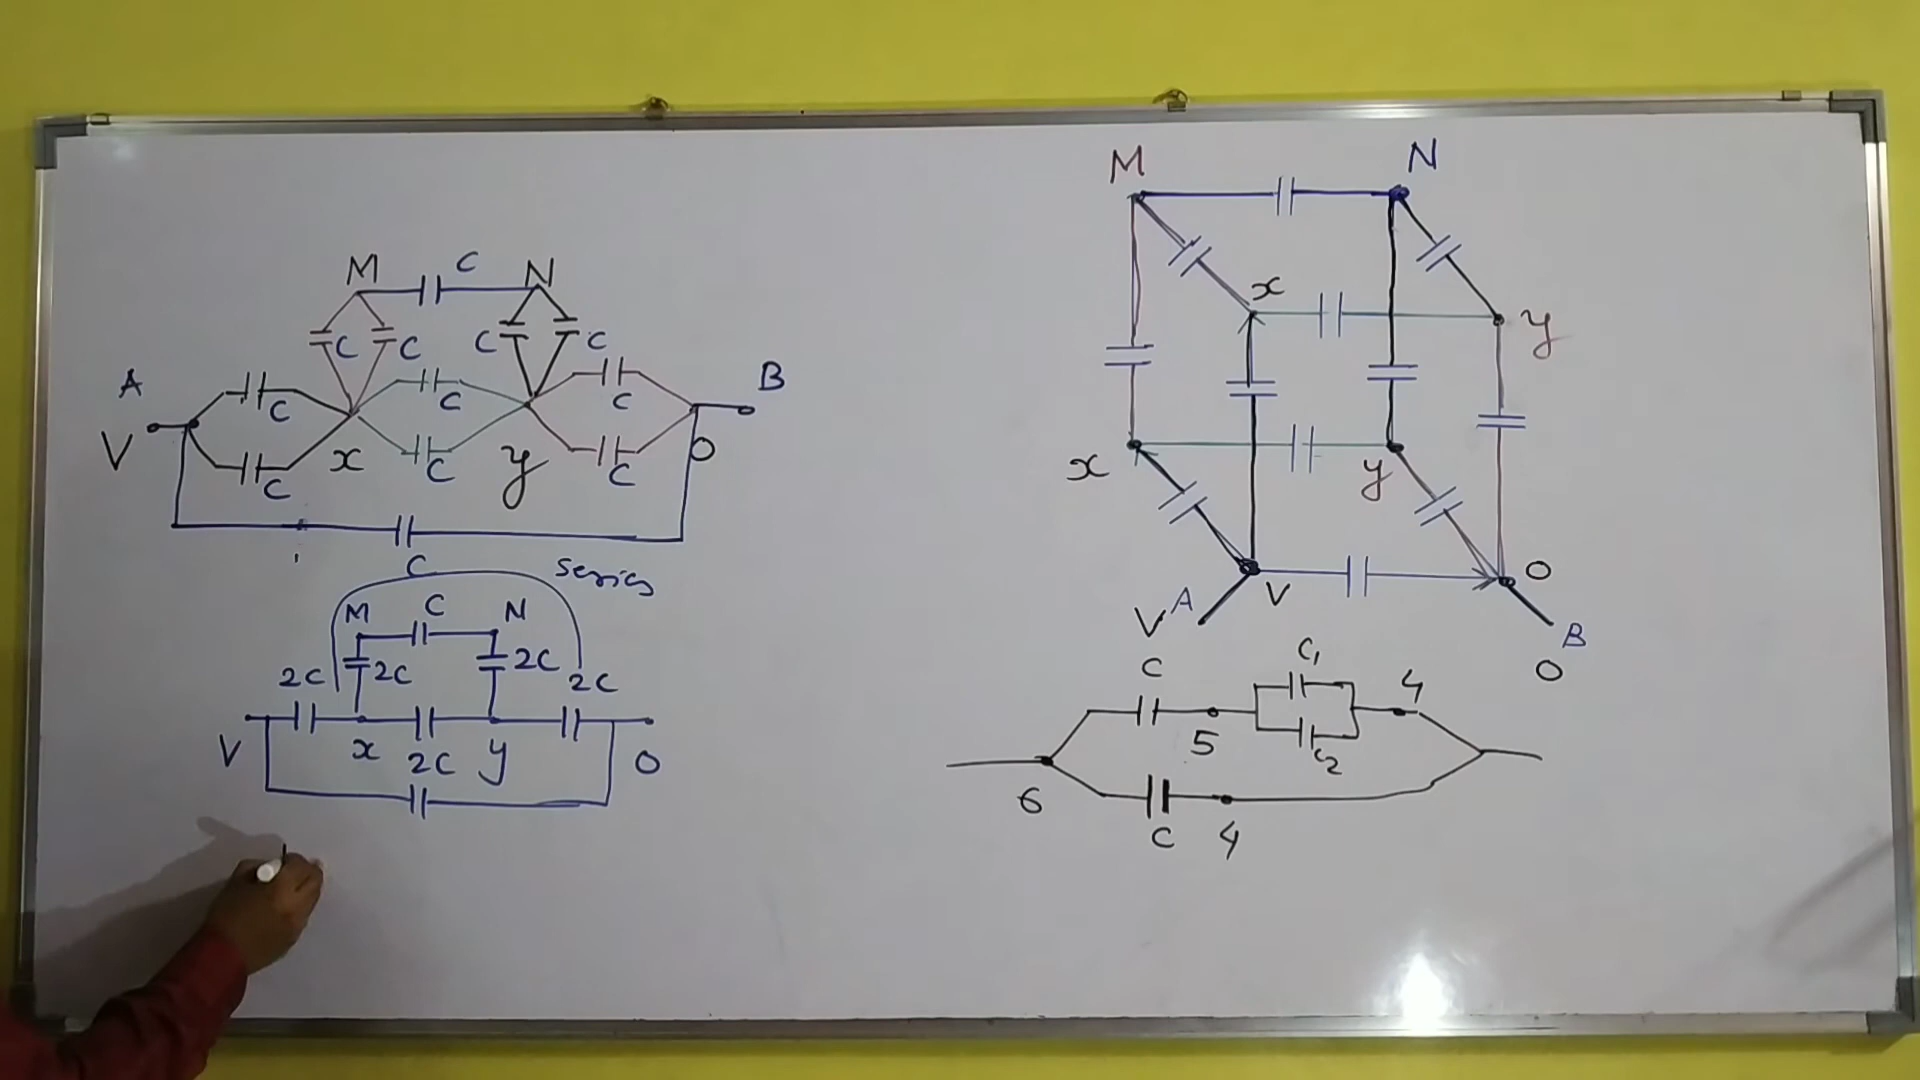 M C N
C C C C
A C C C B
V x C y C O
C
C
series
M C N
2C 2C 2C 2C
V x 2C y O
M N
x y
x y
V A V O
B
O
C C₁ 4
5 C₂
6 C 4